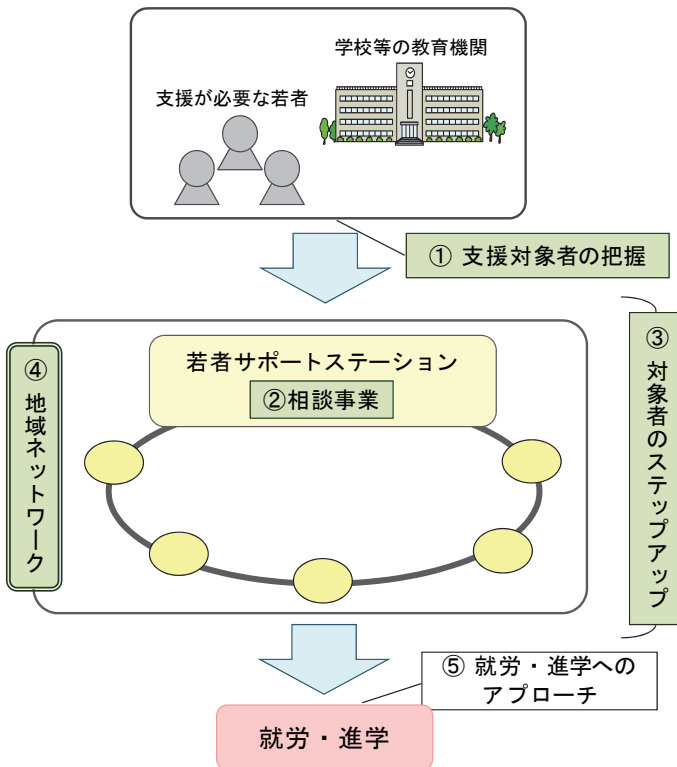 学校等の教育機関
支援が必要な若者
① 支援対象者の把握
若者サポートステーション
②相談事業
③ 対象者のステップアップ
④ 地域ネットワーク
⑤ 就労・進学への
アプローチ
就労・進学